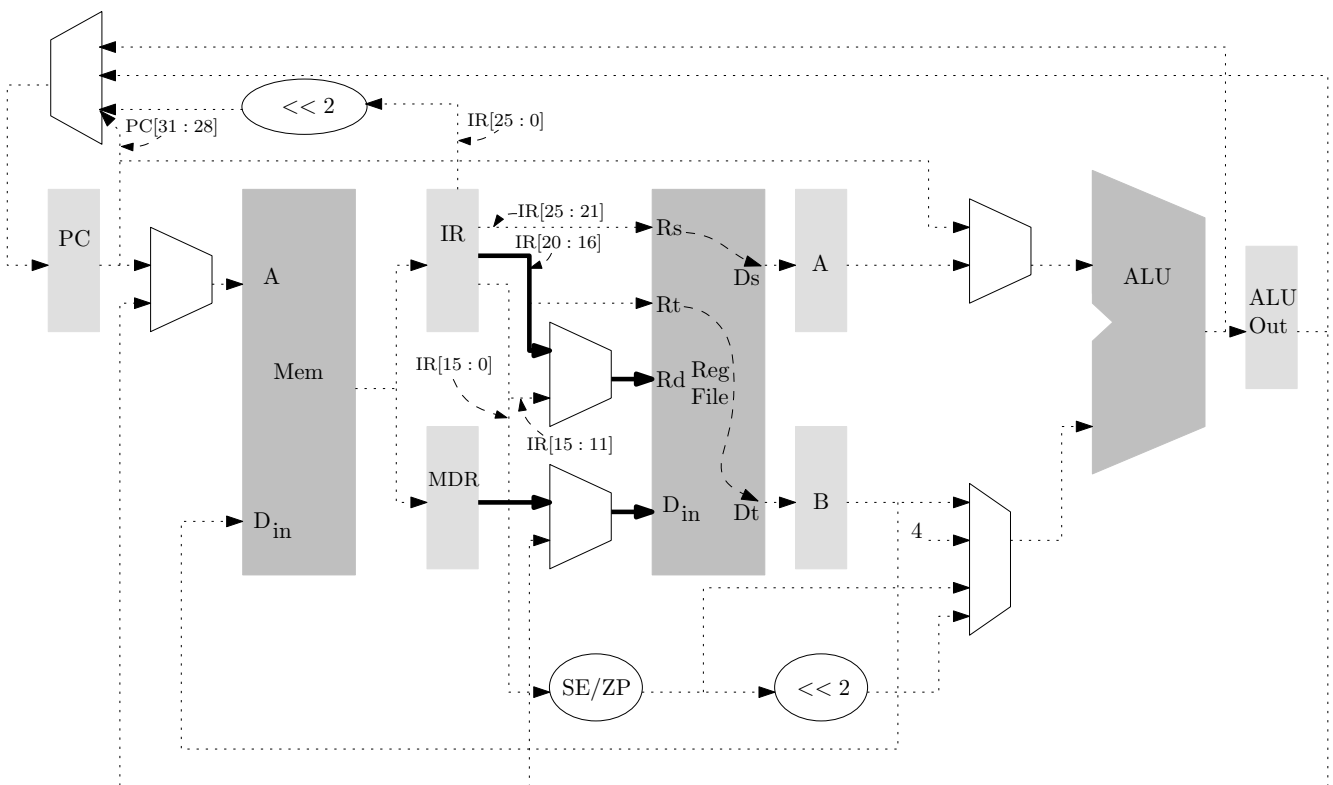 << 2
IR[25 : 0]
PC[31 : 28]
IR[25 : 21]
IR[20 : 16]
PC
A
Mem
D
in
IR
MDR
IR[15 : 0]
IR[15 : 11]
Rs
Ds
Rt
Rd
Reg
File
D
in
Dt
A
B
4
ALU
ALU
Out
SE/ZP
<< 2